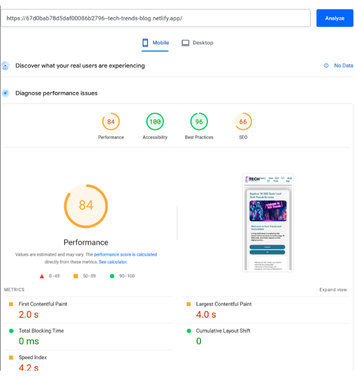 https://67d0bab78d5daf00086b2796--tech-trends-blog.netlify.app/
Analyze
Mobile
Desktop
Discover what your real users are experiencing
No Data
Diagnose performance issues
84
100
96
66
Performance
Accessibility
Best Practices
SEO
84
Performance
Values are estimated and may vary. The performance score is calculated
directly from these metrics. See calculator.
0–49
50–89
90–100
TECH
METRICS
Expand view
First Contentful Paint
2.0 s
Largest Contentful Paint
4.0 s
Total Blocking Time
0 ms
Cumulative Layout Shift
0
Speed Index
4.2 s